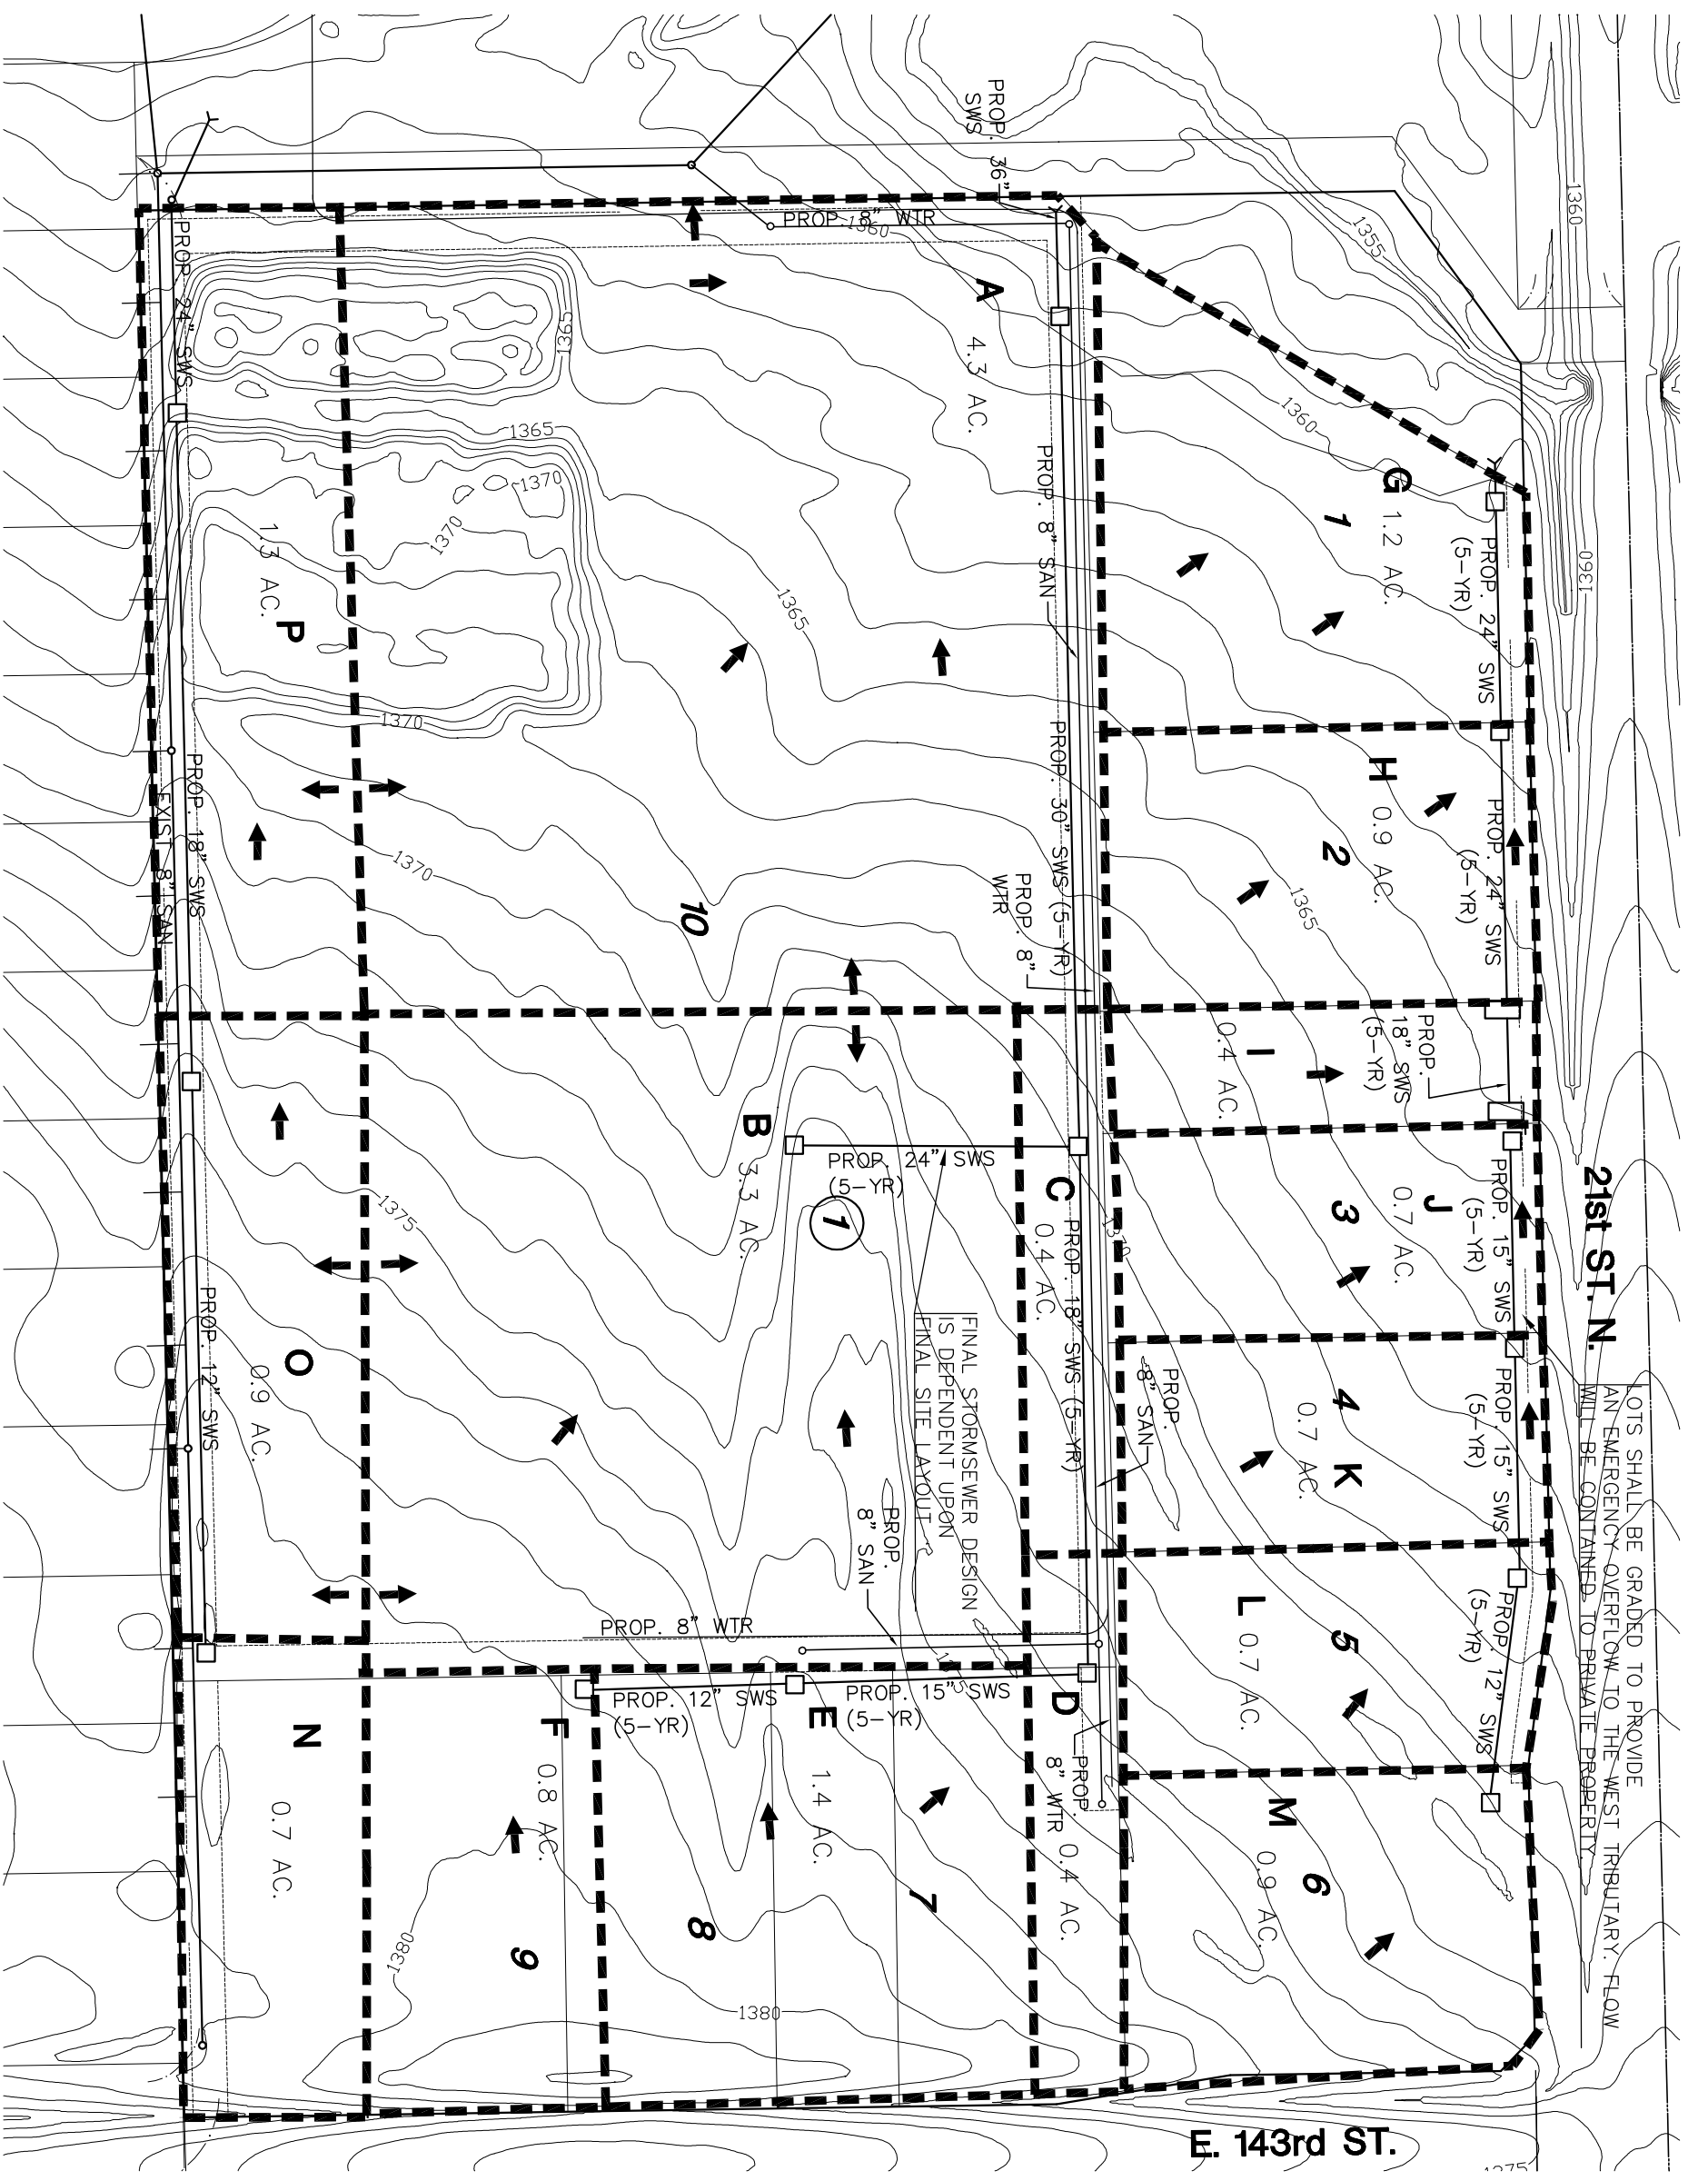 1360
1355
1360
1360
PROP. 36"
SWS
PROP. 8" WTR
1360
PROP. 24" SWS
A
4.3 AC.
1365
1365
1370
1370
1370
1365
1370
G
1
1.2 AC.
PROP. 24" SWS
(5-YR)
PROP. 8" SAN
P
1.3 AC.
H
2
0.9 AC.
PROP. 24" SWS
(5-YR)
1365
PROP. 30" SWS (5-YR)
PROP. 8"
WTR
10
PROP. 18" SWS
EXIST 8" SAN
I
0.4 AC.
PROP.
18" SWS
(5-YR)
21st ST. N.
J
3
0.7 AC.
PROP. 15" SWS
(5-YR)
B
3.3 AC.
PROP. 24" SWS
(5-YR)
1
C
0.4 AC.
1370
PROP. 18" SWS (5-YR)
1375
FINAL STORMSEWER DESIGN
IS DEPENDENT UPON
FINAL SITE LAYOUT
PROP.
8" SAN
4
K
0.7 AC.
PROP. 15" SWS
(5-YR)
LOTS SHALL BE GRADED TO PROVIDE
AN EMERGENCY OVERFLOW TO THE WEST TRIBUTARY. FLOW
WILL BE CONTAINED TO PRIVATE PROPERTY.
O
0.9 AC.
PROP. 12" SWS
PROP.
8" SAN
L
5
0.7 AC.
PROP. 12" SWS
(5-YR)
PROP. 8" WTR
1375
PROP. 12" SWS
(5-YR)
PROP. 15" SWS
(5-YR)
D
0.4 AC.
PROP.
8" WTR
E
1.4 AC.
F
0.8 AC.
N
0.7 AC.
M
6
0.9 AC.
7
8
9
1380
1380
E. 143rd ST.
1375